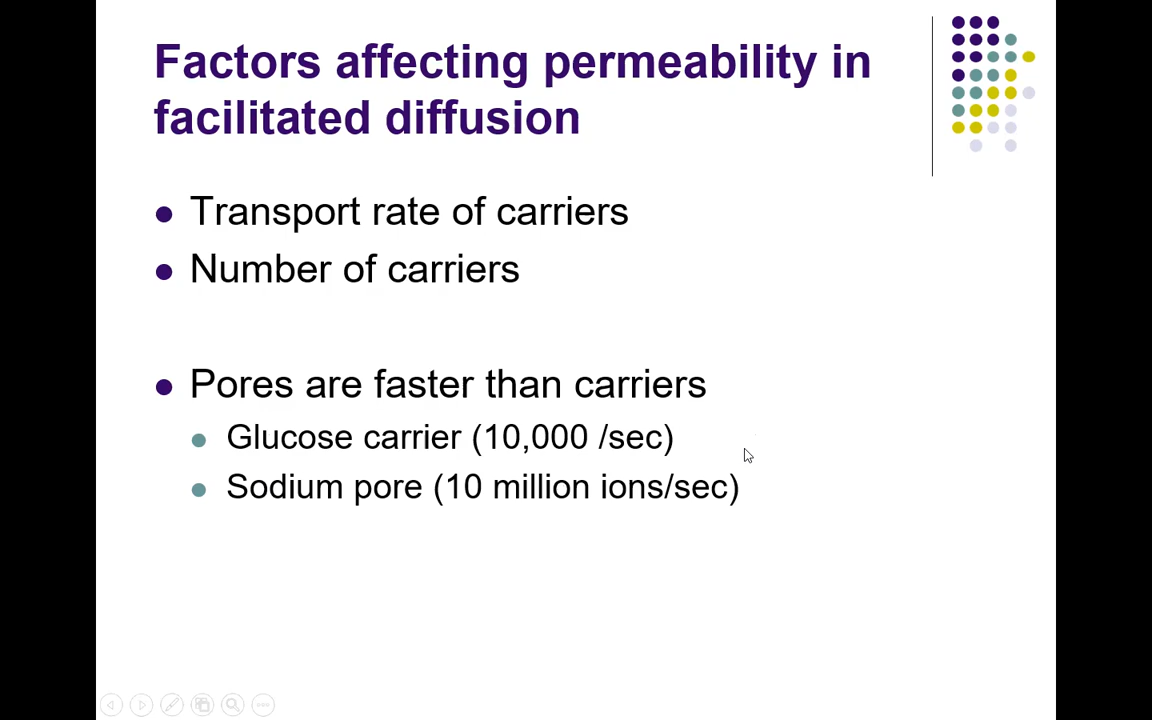 Factors affecting permeability in
facilitated diffusion
Transport rate of carriers
Number of carriers
Pores are faster than carriers
Glucose carrier (10,000 /sec)
Sodium pore (10 million ions/sec)